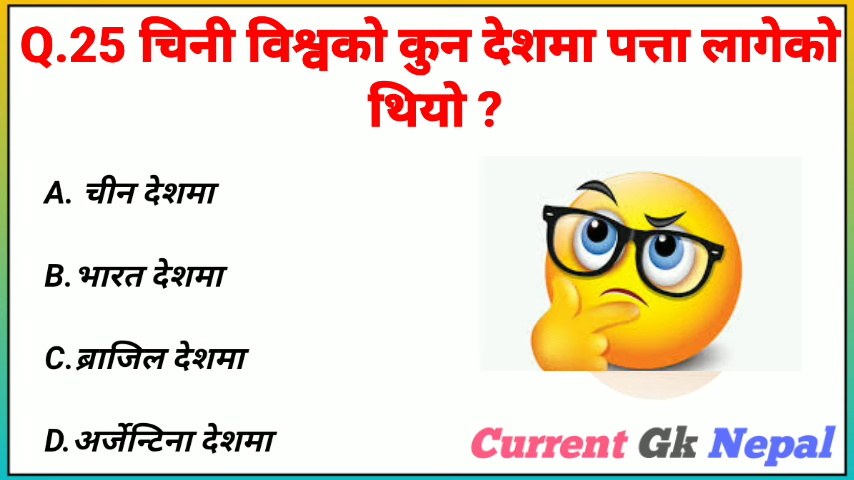 Q.25 चिनी विश्वको कुन देशमा पत्ता लागेको
थियो ?
A. चीन देशमा
B. भारत देशमा
C. ब्राजिल देशमा
D. अर्जेन्टिना देशमा
Current Gk Nepal